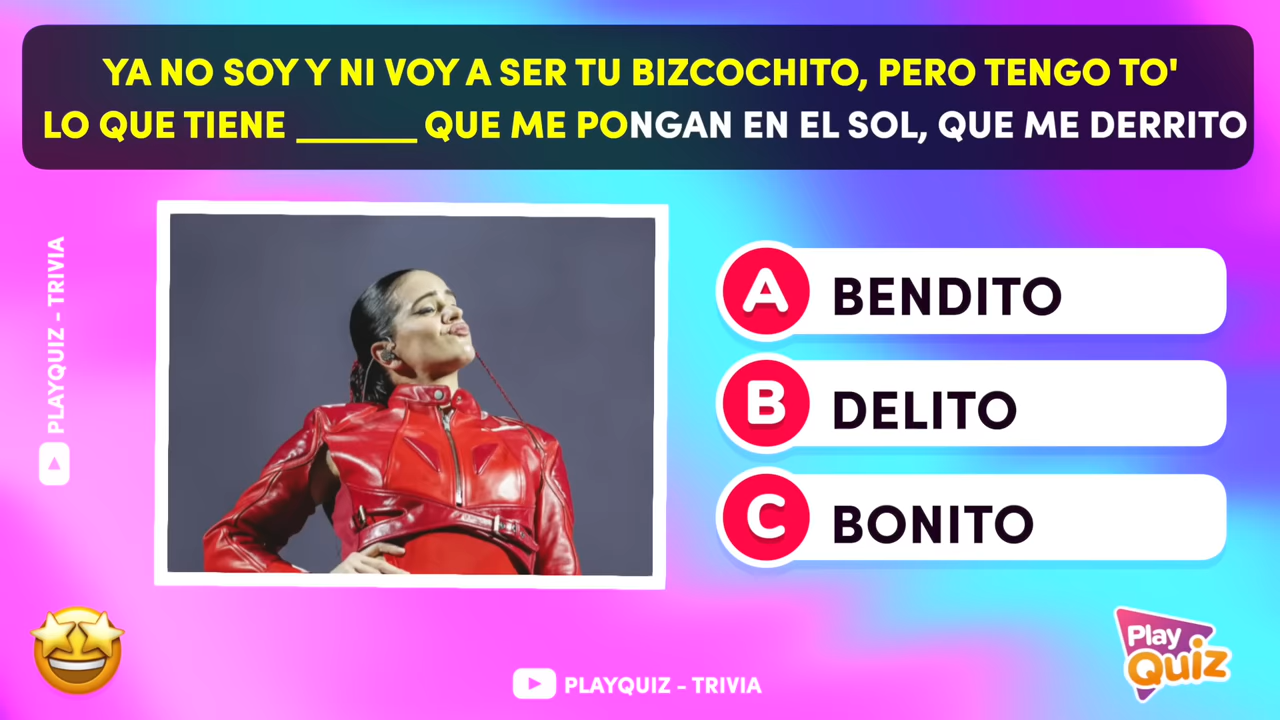 YA NO SOY Y NI VOY A SER TU BIZCOCHITO, PERO TENGO TO'
LO QUE TIENE ______ QUE ME PONGAN EN EL SOL, QUE ME DERRITO
PLAYQUIZ - TRIVIA
A BENDITO
B DELITO
C BONITO
PLAYQUIZ - TRIVIA
Play
Quiz